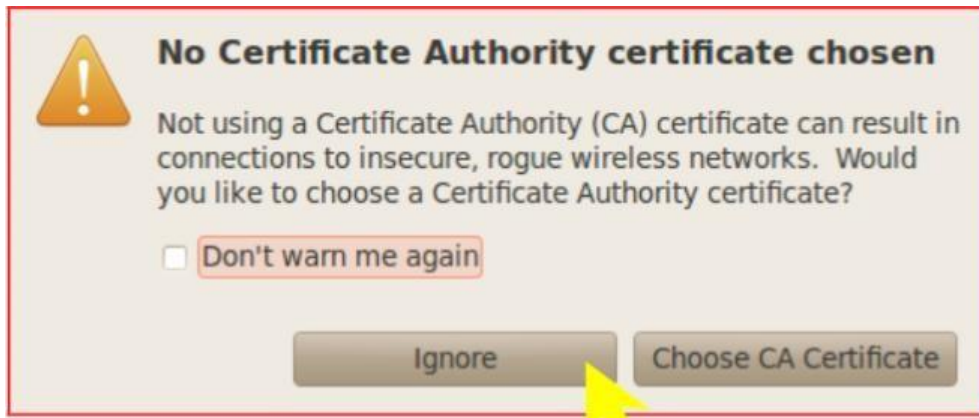 No Certificate Authority certificate chosen
Not using a Certificate Authority (CA) certificate can result in
connections to insecure, rogue wireless networks. Would
you like to choose a Certificate Authority certificate?
Don't warn me again
Ignore
Choose CA Certificate